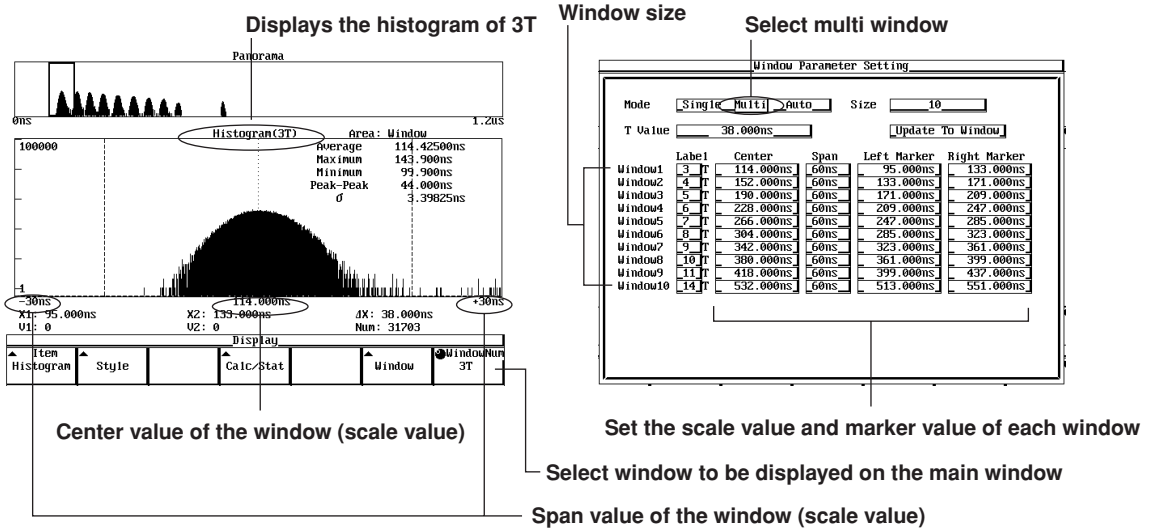 Displays the histogram of 3T
Window size
Select multi window
Panorama
0ns
1.2us
Histogram(3T)
Area: Window
100000
Average 114.42500ns
Maximum 143.900ns
Minimum 99.900ns
Peak-Peak 44.000ns
σ 3.39825ns
1
-30ns
114.000ns
+30ns
X1: 95.000ns X2: 133.000ns ΔX: 38.000ns
V1: 0 V2: 0 Num: 31703
Display
Item
Histogram
Style
Calc/Stat
Window
WindowNum
3T
Window Parameter Setting
Mode Single Multi Auto Size 10
T Value 38.000ns Update To Window
Label Center Span Left Marker Right Marker
Window1 3 T 114.000ns 60ns 95.000ns 133.000ns
Window2 4 T 152.000ns 60ns 133.000ns 171.000ns
Window3 5 T 190.000ns 60ns 171.000ns 209.000ns
Window4 6 T 228.000ns 60ns 209.000ns 247.000ns
Window5 7 T 266.000ns 60ns 247.000ns 285.000ns
Window6 8 T 304.000ns 60ns 285.000ns 323.000ns
Window7 9 T 342.000ns 60ns 323.000ns 361.000ns
Window8 10 T 380.000ns 60ns 361.000ns 399.000ns
Window9 11 T 418.000ns 60ns 399.000ns 437.000ns
Window10 14 T 532.000ns 60ns 513.000ns 551.000ns
Center value of the window (scale value)
Set the scale value and marker value of each window
Select window to be displayed on the main window
Span value of the window (scale value)